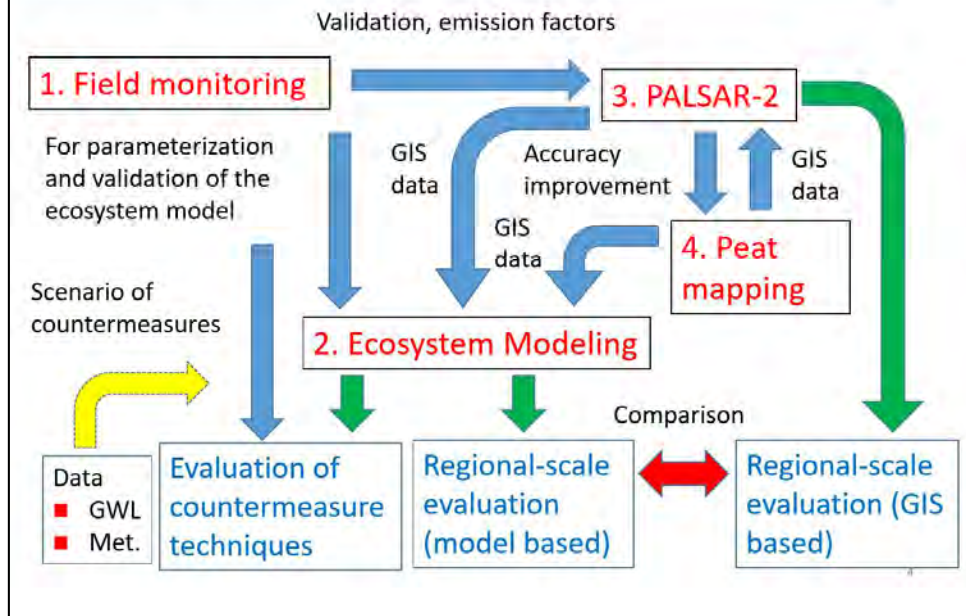 Validation, emission factors
1. Field monitoring
3. PALSAR-2
For parameterization
and validation of the
ecosystem model
GIS
data
Accuracy
improvement
GIS
data
GIS
data
4. Peat
mapping
Scenario of
countermeasures
2. Ecosystem Modeling
Comparison
Data
■ GWL
■ Met.
Evaluation of
countermeasure
techniques
Regional-scale
evaluation
(model based)
Regional-scale
evaluation (GIS
based)
4